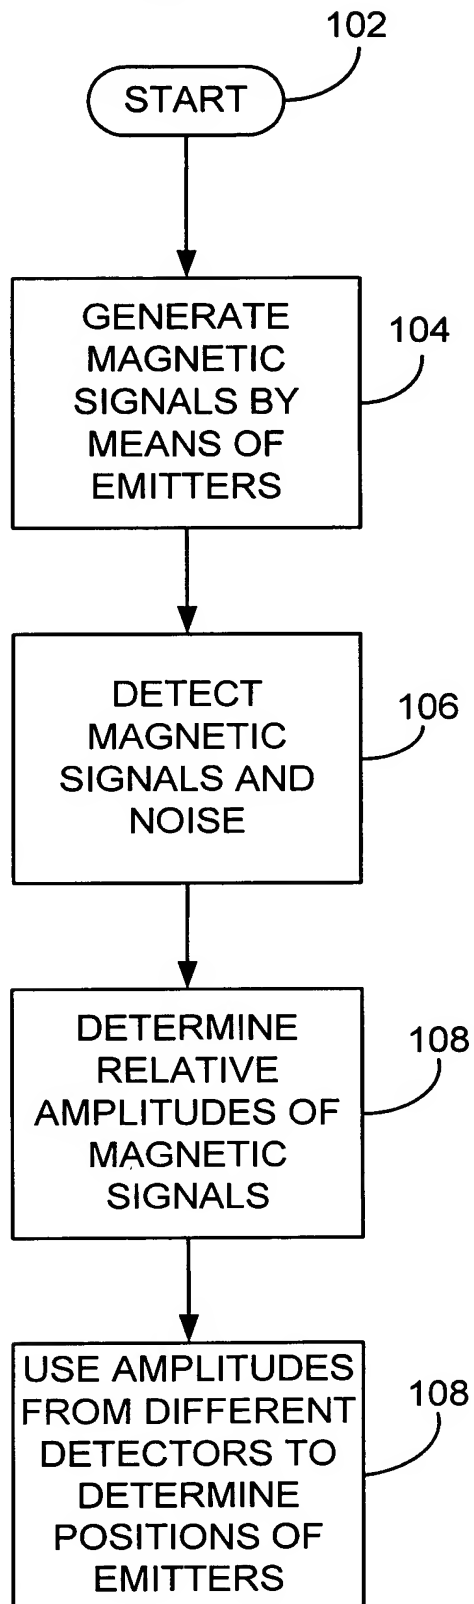 102
START
GENERATE
MAGNETIC
SIGNALS BY
MEANS OF
EMITTERS
104
DETECT
MAGNETIC
SIGNALS AND
NOISE
106
DETERMINE
RELATIVE
AMPLITUDES OF
MAGNETIC
SIGNALS
108
USE AMPLITUDES
FROM DIFFERENT
DETECTORS TO
DETERMINE
POSITIONS OF
EMITTERS
108